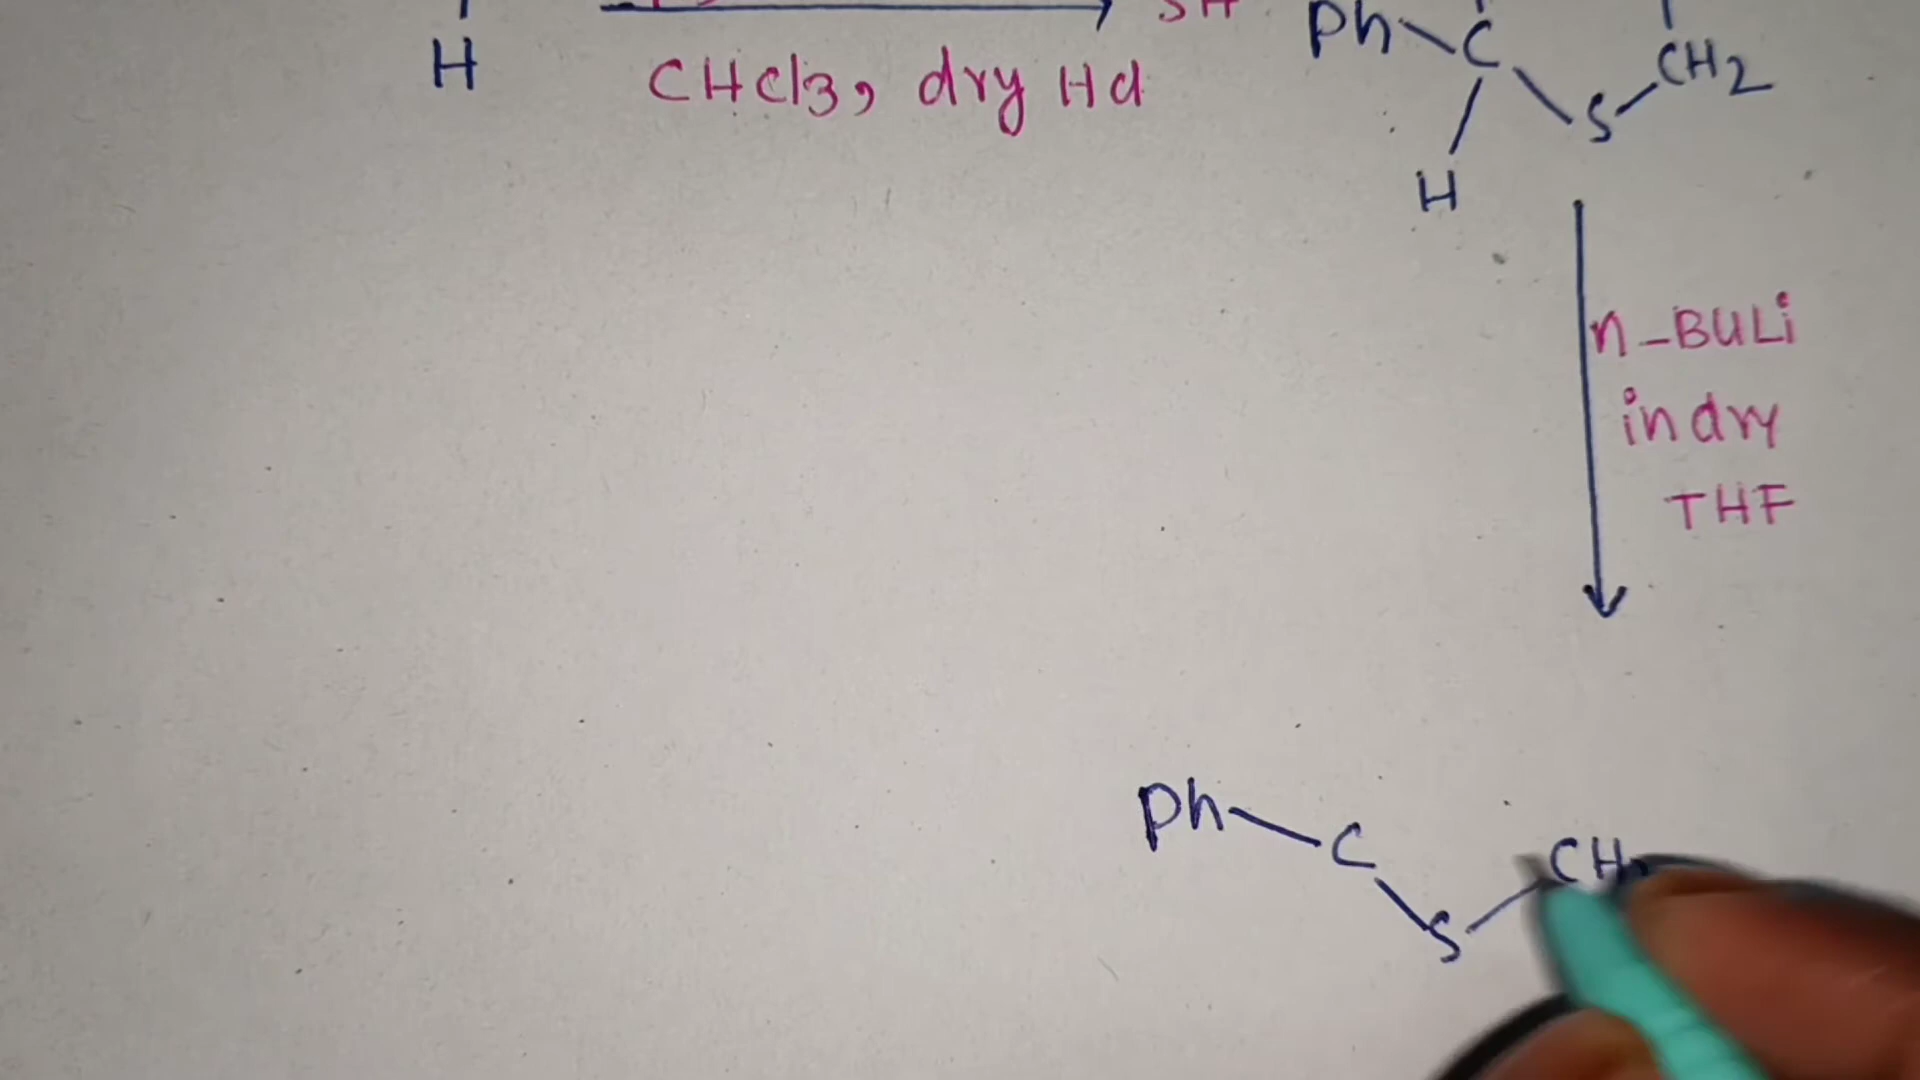 SH
H
CHCl3, dry HCl
Ph C
CH2
S
H
n-BULi
in dry
THF
Ph C
CH
S